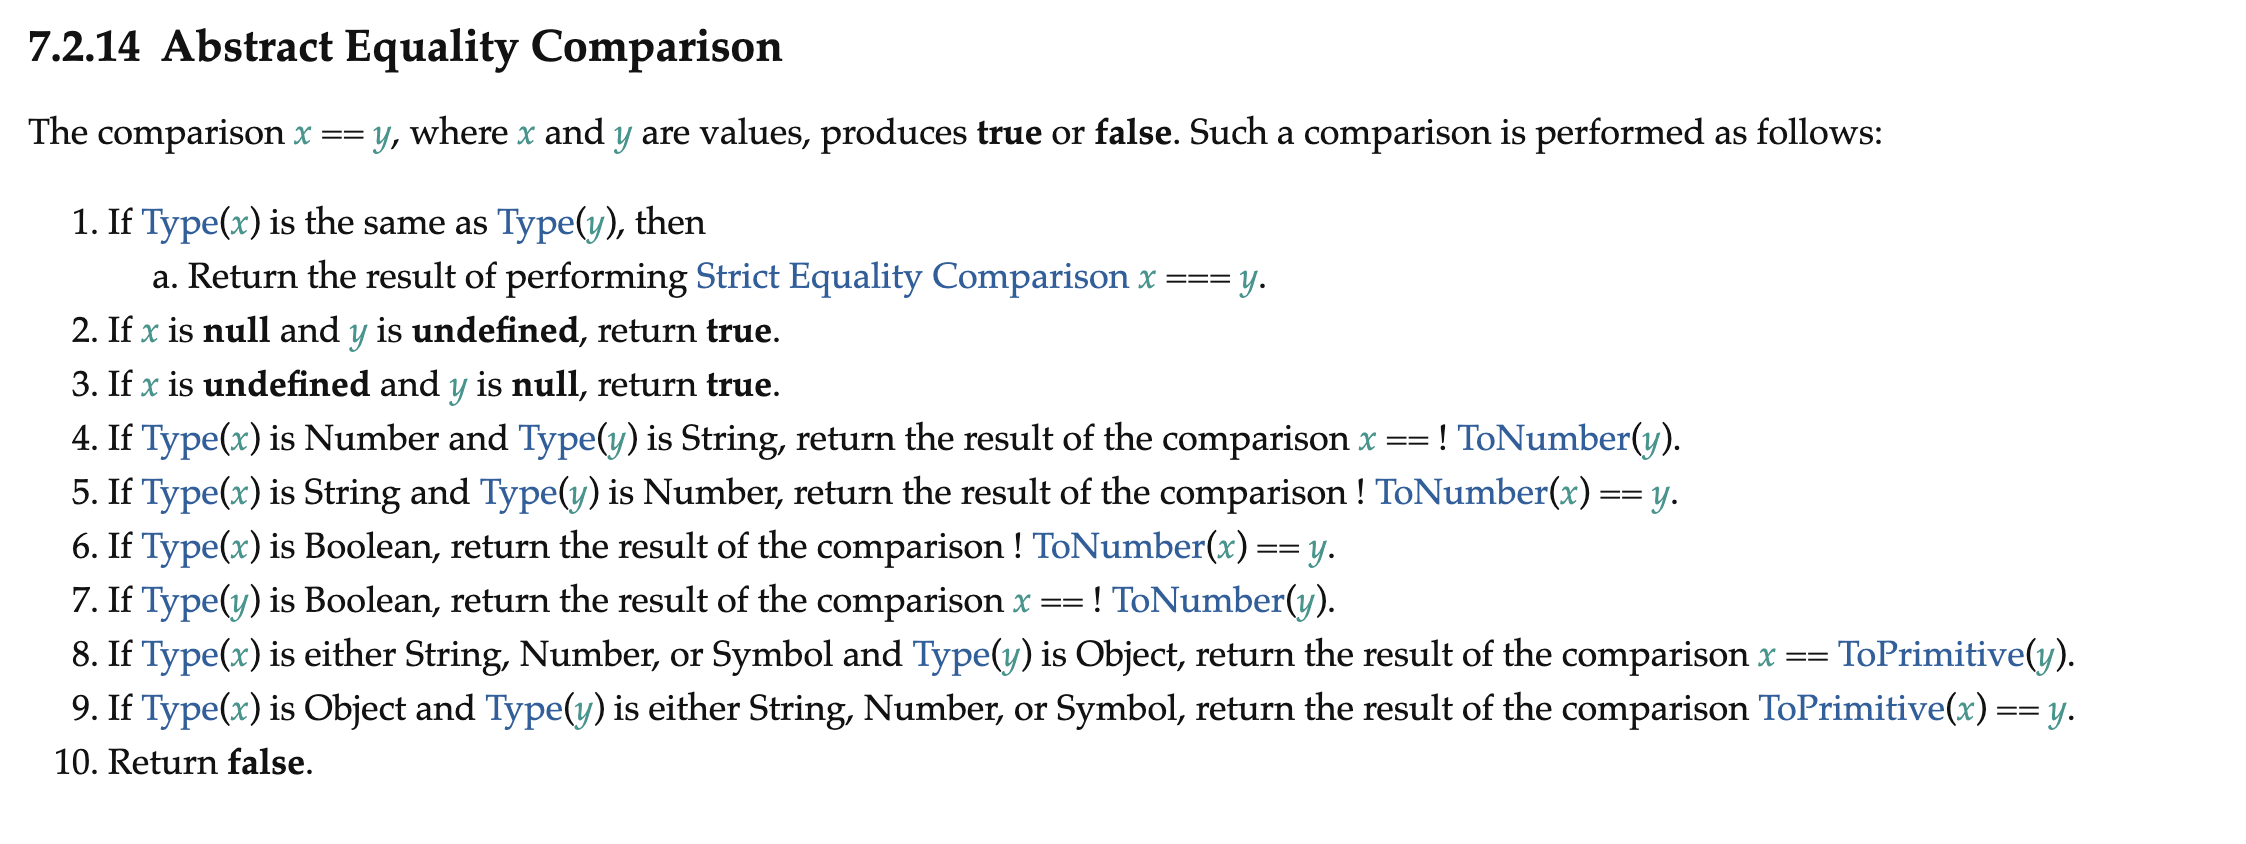 7.2.14 Abstract Equality Comparison
The comparison x == y, where x and y are values, produces true or false. Such a comparison is performed as follows:
1. If Type(x) is the same as Type(y), then
a. Return the result of performing Strict Equality Comparison x === y.
2. If x is null and y is undefined, return true.
3. If x is undefined and y is null, return true.
4. If Type(x) is Number and Type(y) is String, return the result of the comparison x == ! ToNumber(y).
5. If Type(x) is String and Type(y) is Number, return the result of the comparison ! ToNumber(x) == y.
6. If Type(x) is Boolean, return the result of the comparison ! ToNumber(x) == y.
7. If Type(y) is Boolean, return the result of the comparison x == ! ToNumber(y).
8. If Type(x) is either String, Number, or Symbol and Type(y) is Object, return the result of the comparison x == ToPrimitive(y).
9. If Type(x) is Object and Type(y) is either String, Number, or Symbol, return the result of the comparison ToPrimitive(x) == y.
10. Return false.